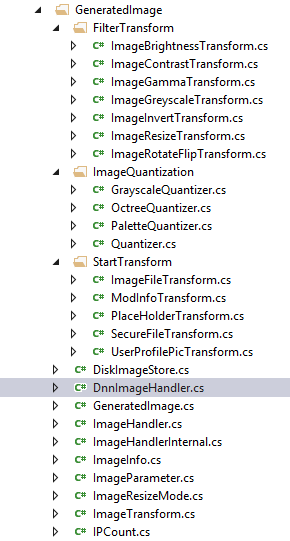 GeneratedImage
FilterTransform
C# ImageBrightnessTransform.cs
C# ImageContrastTransform.cs
C# ImageGammaTransform.cs
C# ImageGreyscaleTransform.cs
C# ImageInvertTransform.cs
C# ImageResizeTransform.cs
C# ImageRotateFlipTransform.cs
ImageQuantization
C# GrayscaleQuantizer.cs
C# OctreeQuantizer.cs
C# PaletteQuantizer.cs
C# Quantizer.cs
StartTransform
C# ImageFileTransform.cs
C# ModInfoTransform.cs
C# PlaceHolderTransform.cs
C# SecureFileTransform.cs
C# UserProfilePicTransform.cs
C# DiskImageStore.cs
C# DnnImageHandler.cs
C# GeneratedImage.cs
C# ImageHandler.cs
C# ImageHandlerInternal.cs
C# ImageInfo.cs
C# ImageParameter.cs
C# ImageResizeMode.cs
C# ImageTransform.cs
C# IPCount.cs